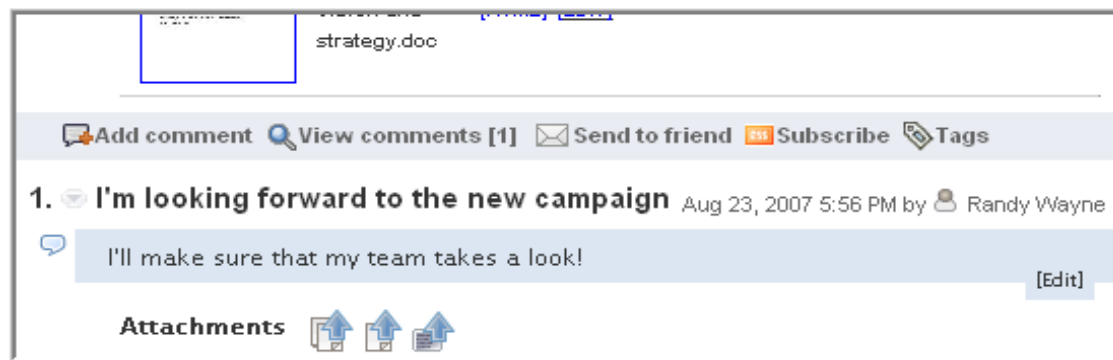 strategy.doc
Add comment View comments [1] Send to friend Subscribe Tags
1. I'm looking forward to the new campaign Aug 23, 2007 5:56 PM by Randy Wayne
I'll make sure that my team takes a look!
[Edit]
Attachments